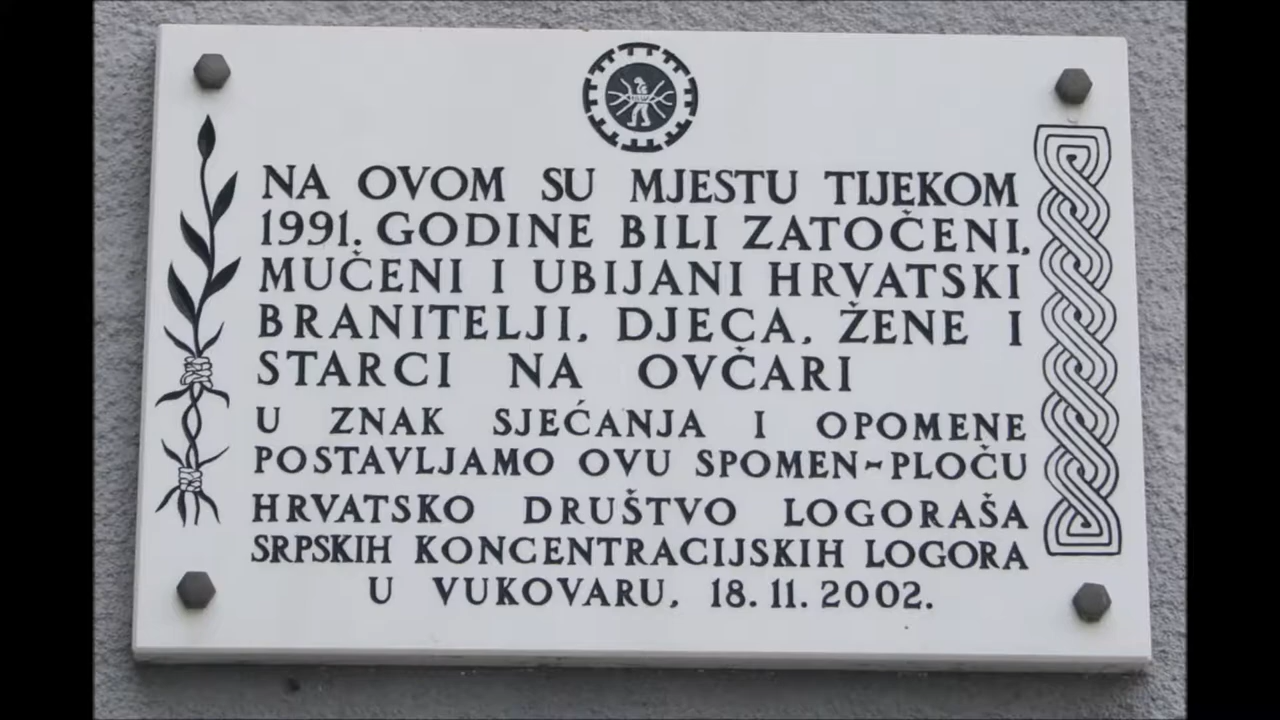 NA OVOM SU MJESTU TIJEKOM
1991. GODINE BILI ZATOČENI,
MUČENI I UBIJANI HRVATSKI
BRANITELJI, DJECA, ŽENE I
STARCI NA OVČARI
U ZNAK SJEĆANJA I OPOMENE
POSTAVLJAMO OVU SPOMEN~PLOČU
HRVATSKO DRUŠTVO LOGORAŠA
SRPSKIH KONCENTRACIJSKIH LOGORA
U VUKOVARU, 18.11.2002.